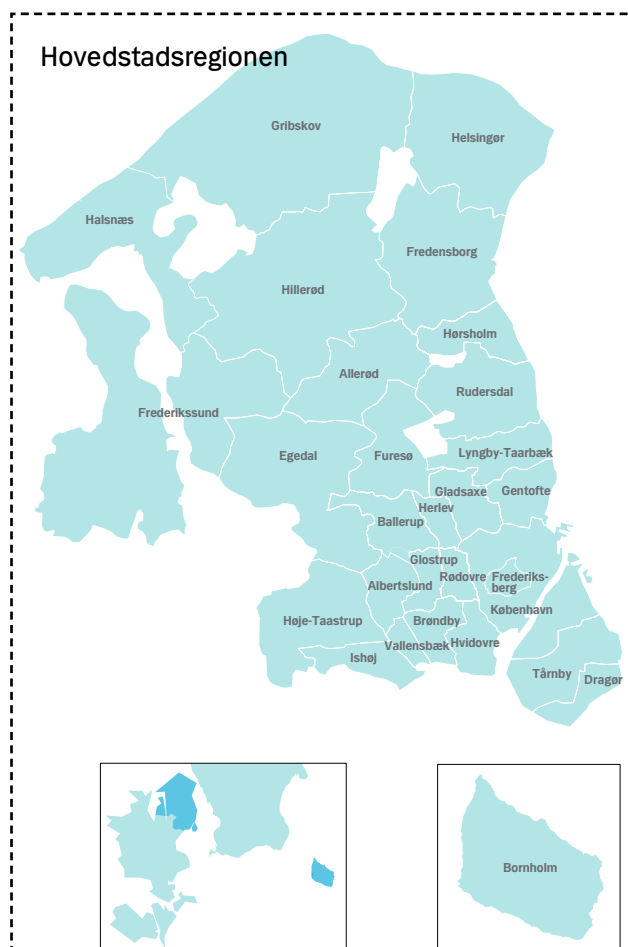 Hovedstadsregionen
Gribskov
Helsingør
Halsnæs
Fredensborg
Hillerød
Hørsholm
Allerød
Rudersdal
Frederikssund
Egedal
Furesø
Lyngby-Taarbæk
Gladsaxe
Gentofte
Herlev
Ballerup
Glostrup
Albertslund
Rødovre
Frederiks-
berg
København
Høje-Taastrup
Brøndby
Vallensbæk
Hvidovre
Ishøj
Tårnby
Dragør
Bornholm